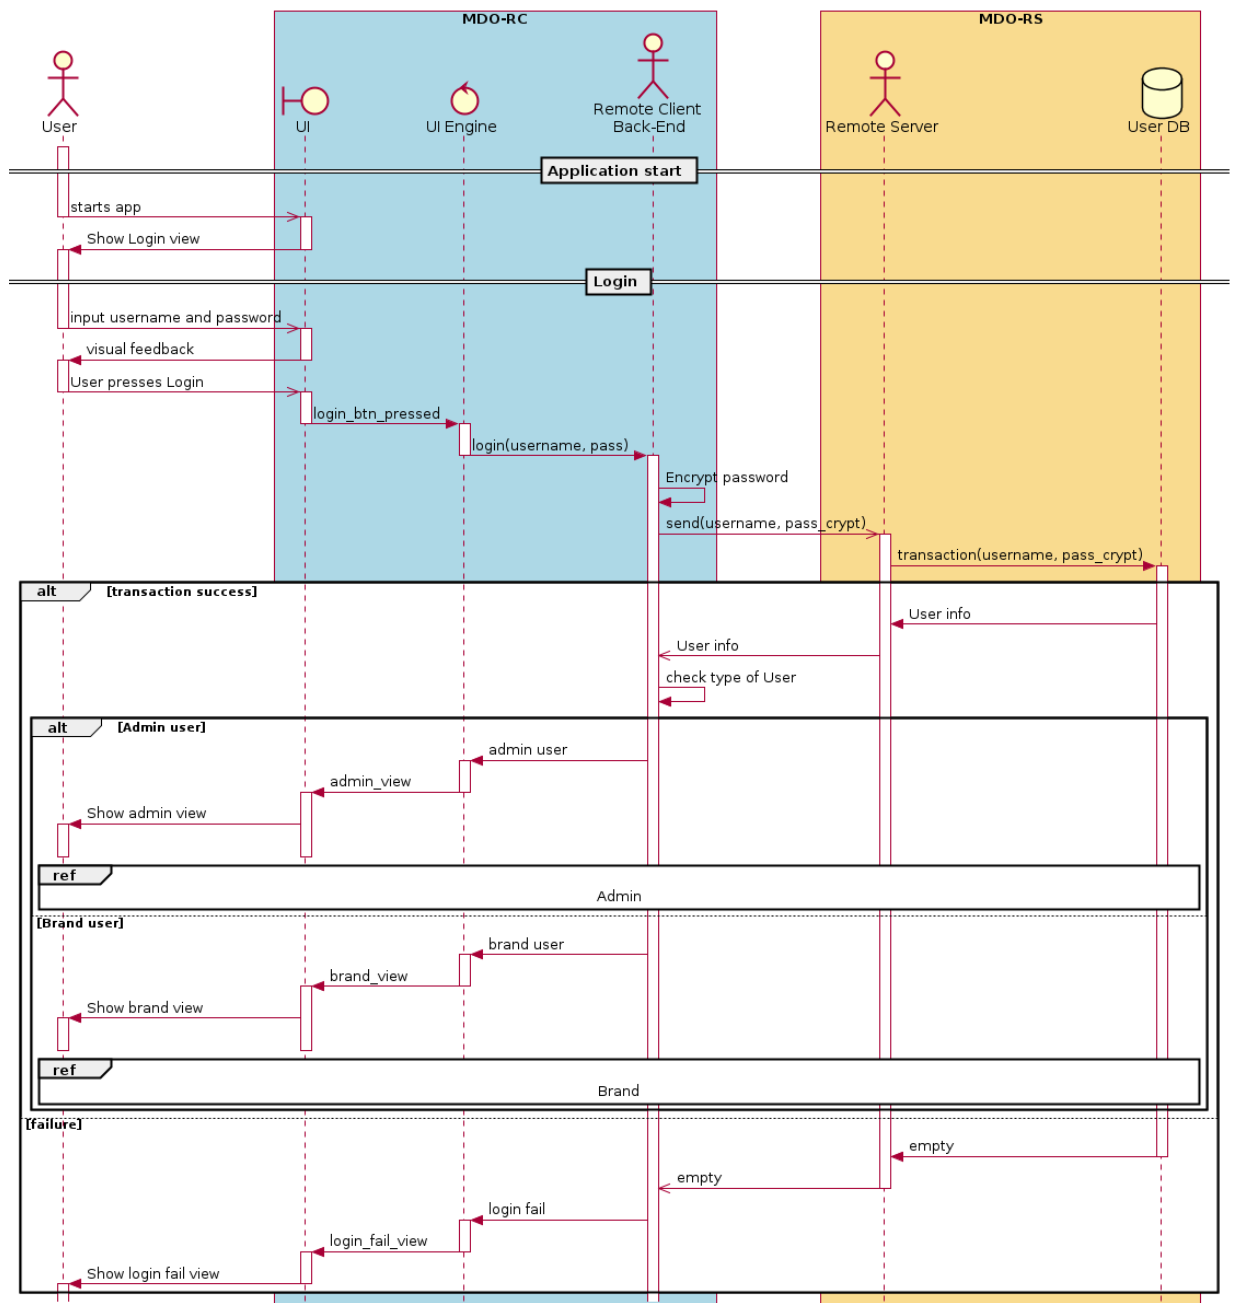 MDO-RC
MDO-RS
User
UI
UI Engine
Remote Client
Back-End
Remote Server
User DB
Application start
starts app
Show Login view
Login
input username and password
visual feedback
User presses Login
login_btn_pressed
login(username, pass)
Encrypt password
send(username, pass_crypt)
transaction(username, pass_crypt)
alt
[transaction success]
User info
User info
check type of User
alt
[Admin user]
admin user
admin_view
Show admin view
ref
Admin
[Brand user]
brand user
brand_view
Show brand view
ref
Brand
[failure]
empty
empty
login fail
login_fail_view
Show login fail view